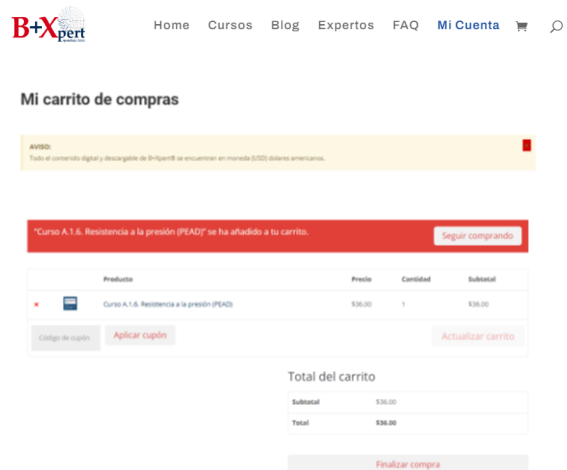 B+Xpert
Home Cursos Blog Expertos FAQ Mi Cuenta
Mi carrito de compras
AVISO:
Todo el contenido digital y descargable de B+Xpert® se encuentran en moneda (USD) dolares americanos.
"Curso A.1.6. Resistencia a la presión (PEAD)" se ha añadido a tu carrito.
Seguir comprando
Producto Precio Cantidad Subtotal
× Curso A.1.6. Resistencia a la presión (PEAD) $36.00 1 $36.00
Código de cupón Aplicar cupón Actualizar carrito
Total del carrito
Subtotal $36.00
Total $36.00
Finalizar compra